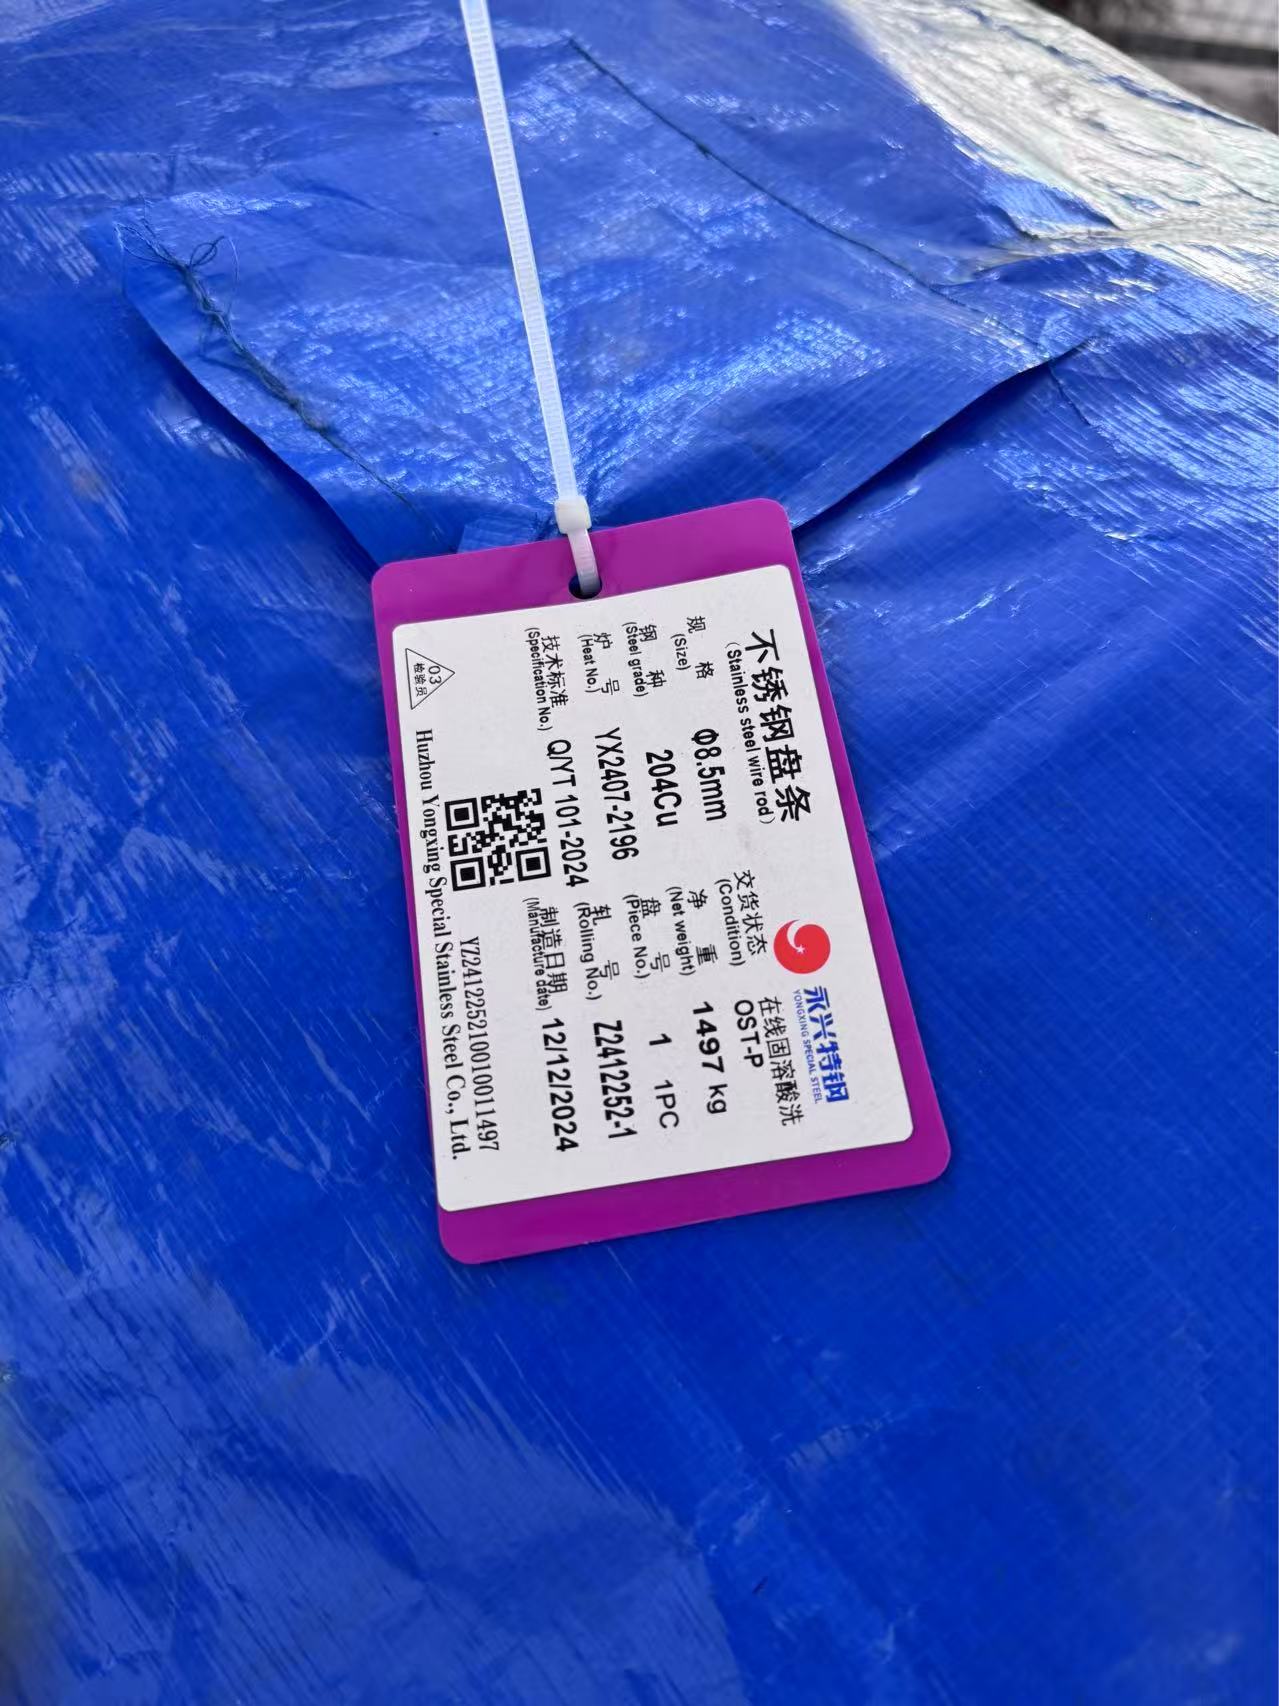 永兴特钢
YONGXING SPECIAL STEEL
不锈钢盘条
(Stainless steel wire rod)
交货状态 在线固溶酸洗
(Condition) OST-P
规格 Φ8.5mm 净重 1497 kg
(Size) (Net weight)
钢种 204Cu 盘号 1 1PC
(Steel grade) (Piece No.)
炉号 YX2407-2196 轧号 Z2412252-1
(Heat No.) (Rolling No.)
技术标准 Q/YT 101-2024 制造日期 12/12/2024
(Specification No.) (Manufacture date)
YZ241225210010011497
03
检验员
Huzhou Yongxing Special Stainless Steel Co., Ltd.